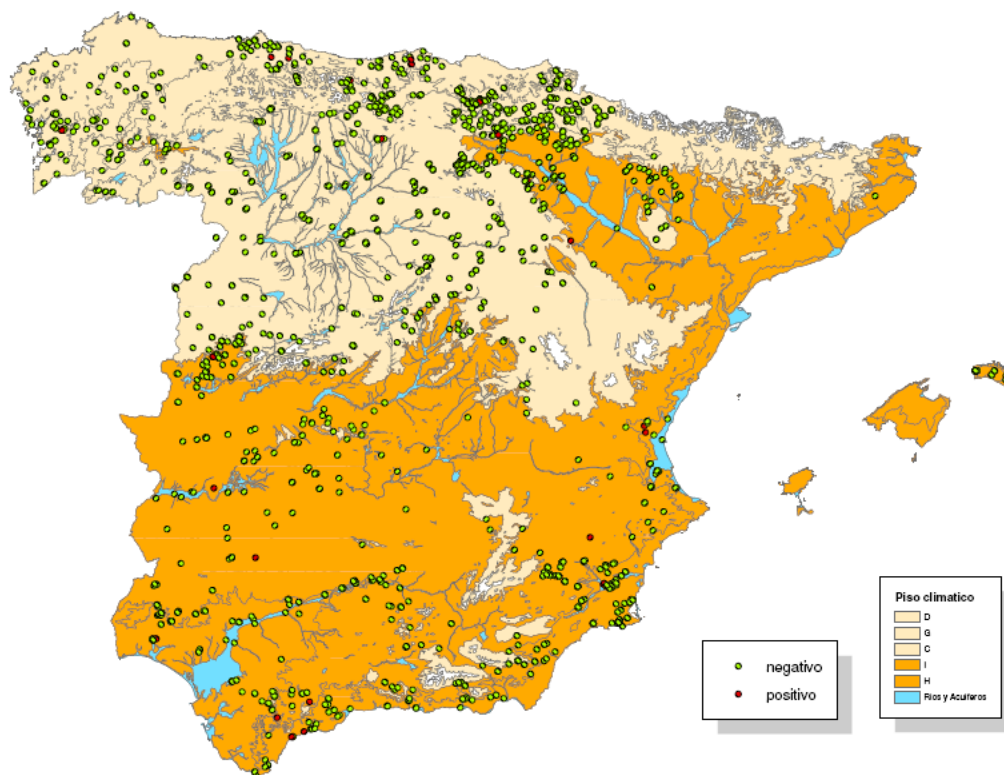 negativo
positivo
Piso climatico
D
G
C
I
H
Rios y Acuiferos